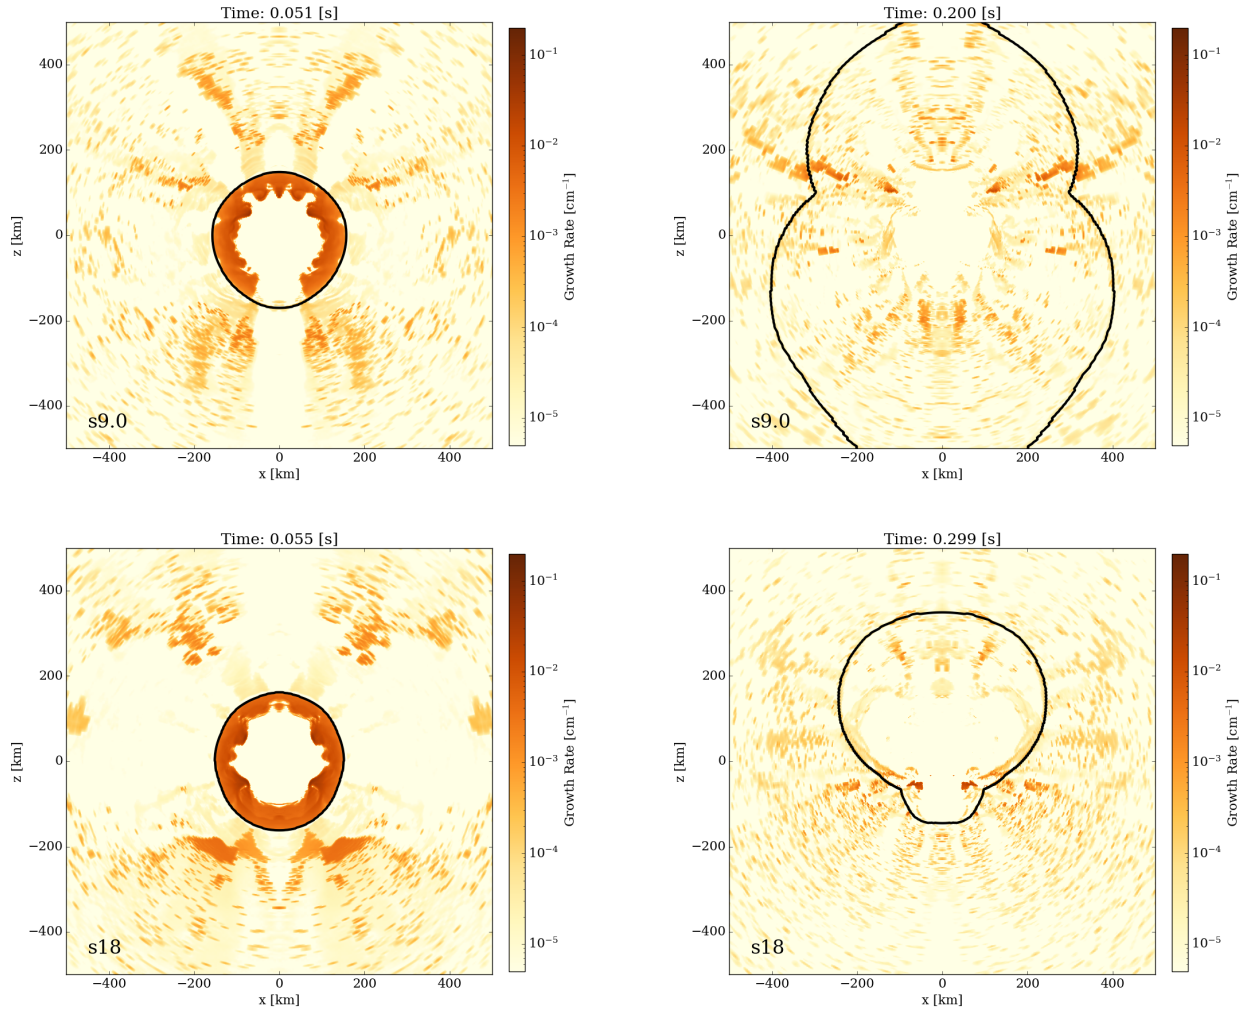 Time: 0.051 [s]
400
200
0
−200
−400
z [km]
s9.0
−400 −200 0 200 400
x [km]
10⁻¹
10⁻²
10⁻³
10⁻⁴
10⁻⁵
Growth Rate [cm⁻¹]
Time: 0.200 [s]
400
200
0
−200
−400
z [km]
s9.0
−400 −200 0 200 400
x [km]
10⁻¹
10⁻²
10⁻³
10⁻⁴
10⁻⁵
Growth Rate [cm⁻¹]
Time: 0.055 [s]
400
200
0
−200
−400
z [km]
s18
−400 −200 0 200 400
x [km]
10⁻¹
10⁻²
10⁻³
10⁻⁴
10⁻⁵
Growth Rate [cm⁻¹]
Time: 0.299 [s]
400
200
0
−200
−400
z [km]
s18
−400 −200 0 200 400
x [km]
10⁻¹
10⁻²
10⁻³
10⁻⁴
10⁻⁵
Growth Rate [cm⁻¹]